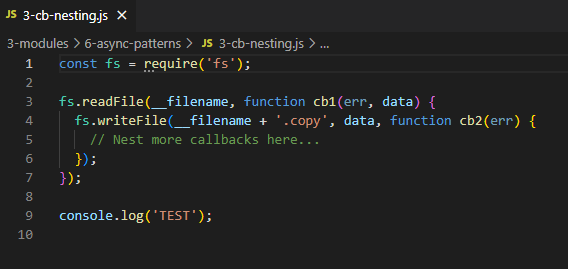 JS 3-cb-nesting.js ×
3-modules > 6-async-patterns > JS 3-cb-nesting.js > ...
1 const fs = require('fs');
2
3 fs.readFile(__filename, function cb1(err, data) {
4 fs.writeFile(__filename + '.copy', data, function cb2(err) {
5 // Nest more callbacks here...
6 });
7 });
8
9 console.log('TEST');
10